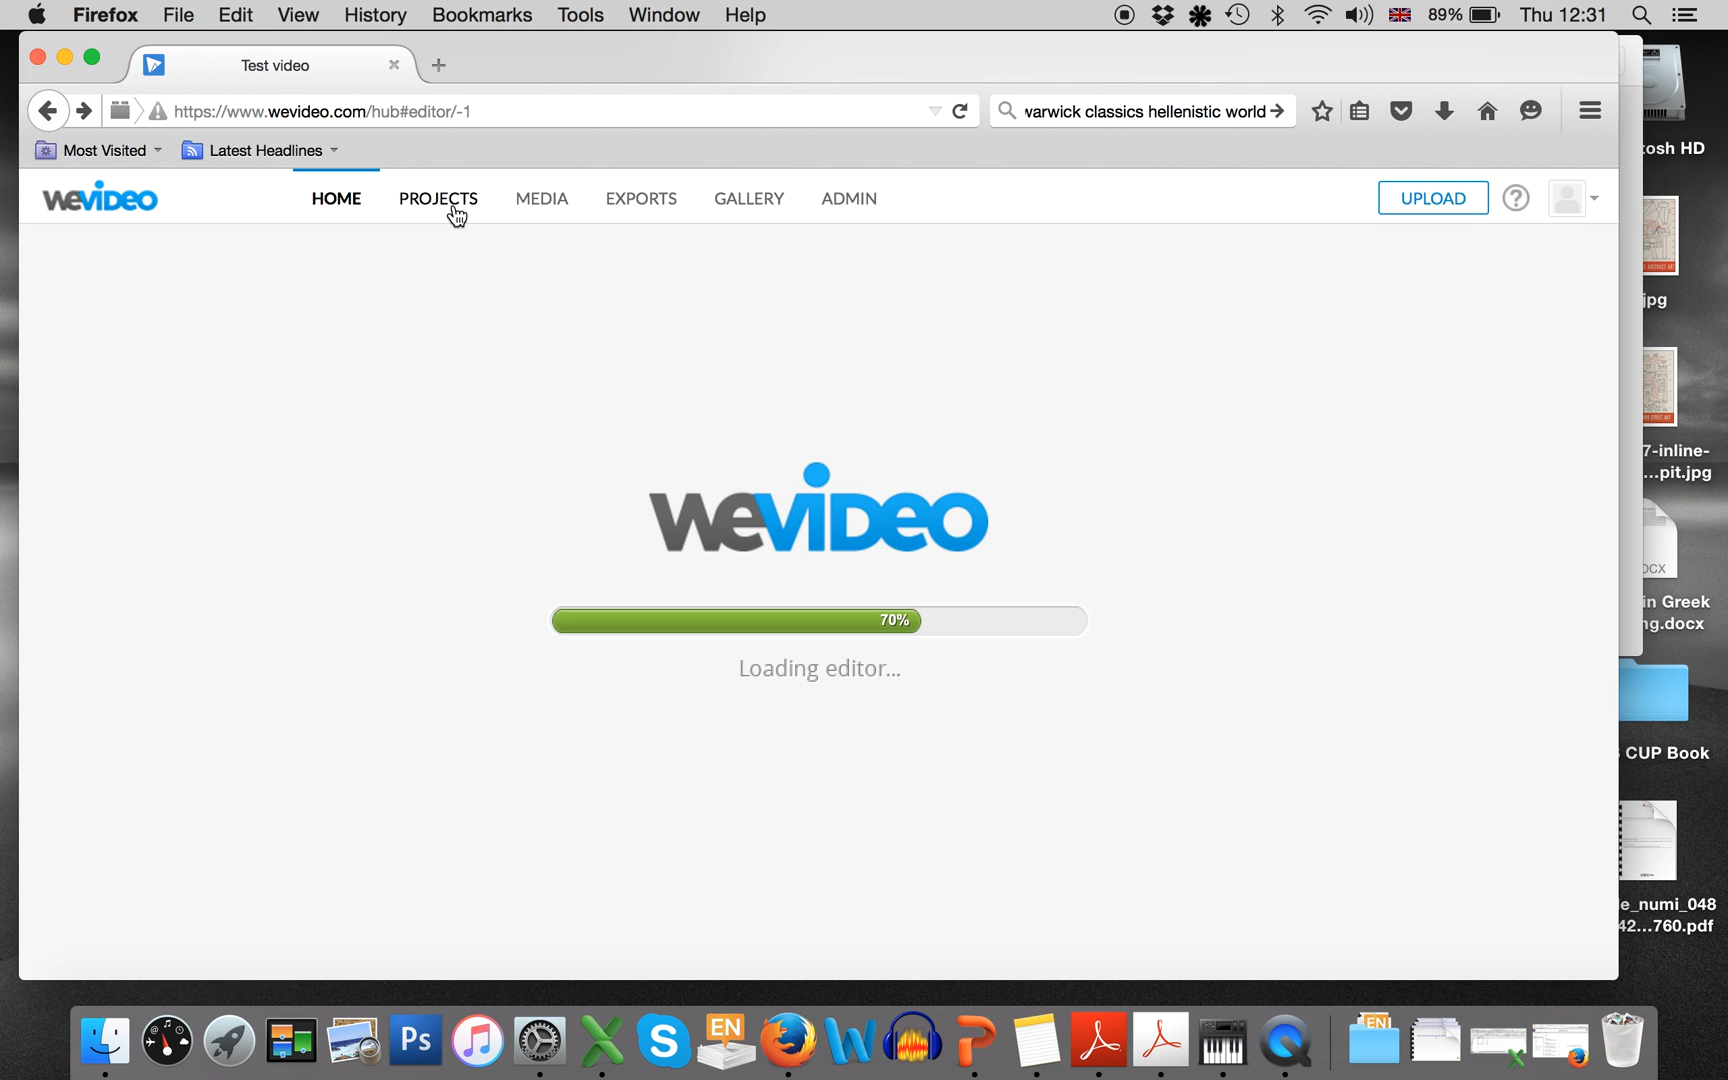 Firefox File Edit View History Bookmarks Tools Window Help 89% Thu 12:31
Test video
https://www.wevideo.com/hub#editor/-1 warwick classics hellenistic world
Most Visited Latest Headlines
wevideo HOME PROJECTS MEDIA EXPORTS GALLERY ADMIN UPLOAD ?
wevideo
70%
Loading editor...
tosh HD
jpg
7-inline-
...pit.jpg
DCX
in Greek
ng.docx
CUP Book
e_numi_048
42...760.pdf
Ps EN EN